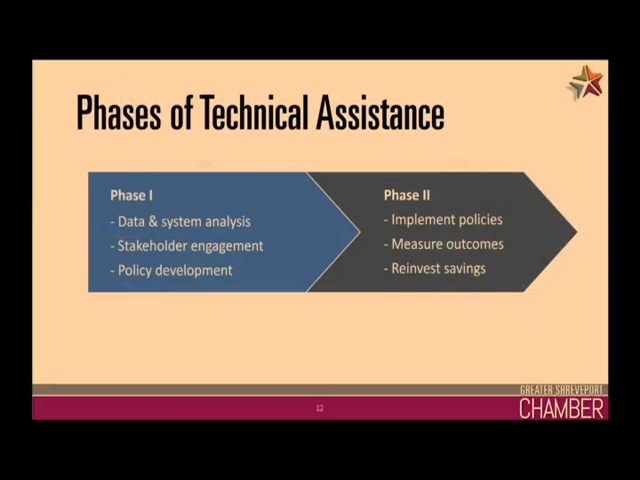 Phases of Technical Assistance
Phase I
- Data & system analysis
- Stakeholder engagement
- Policy development
Phase II
- Implement policies
- Measure outcomes
- Reinvest savings
12
GREATER SHREVEPORT
CHAMBER